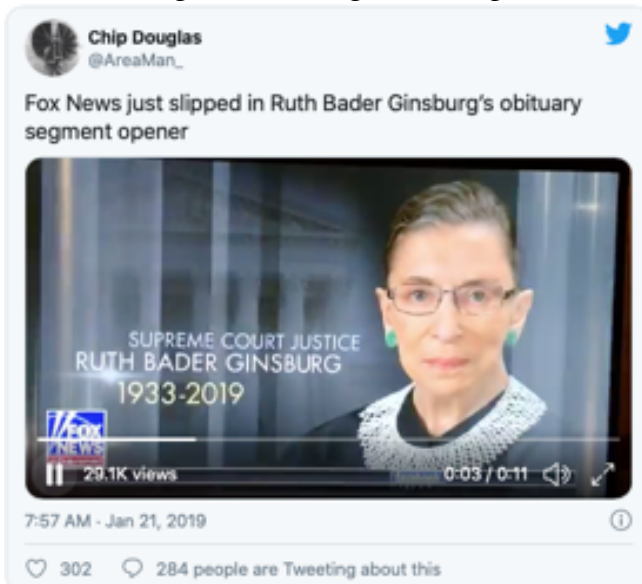 Chip Douglas
@AreaMan_
Fox News just slipped in Ruth Bader Ginsburg's obituary
segment opener
SUPREME COURT JUSTICE
RUTH BADER GINSBURG
1933-2019
FOX
NEWS
29.1K views
0:03 / 0:11
7:57 AM · Jan 21, 2019
302
284 people are Tweeting about this